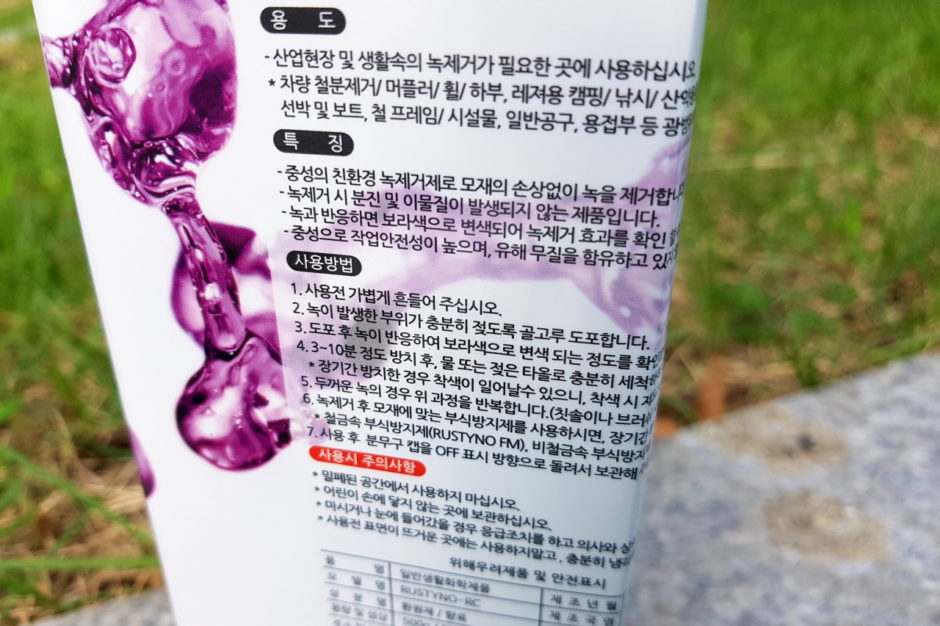 용 도
- 산업현장 및 생활속의 녹제거가 필요한 곳에 사용하십시오
* 차량 철분제거/ 머플러/ 휠/ 하부, 레져용 캠핑/ 낚시/
선박 및 보트, 철 프레임/ 시설물, 일반공구, 용접부 등
특 징
- 중성의 친환경 녹제거제로 모재의 손상없이 녹을 제거합니
- 녹제거 시 분진 및 이물질이 발생되지 않는 제품입니다.
- 녹과 반응하면 보라색으로 변색되어 녹제거 효과를 확인
- 중성으로 작업안전성이 높으며, 유해 무질을 함유하고
사용방법
1. 사용전 가볍게 흔들어 주십시오.
2. 녹이 발생한 부위가 충분히 젖도록 골고루 도포합니다.
3. 도포 후 녹이 반응하여 보라색으로 변색 되는 정도를
4. 3~10분 정도 방치 후, 물 또는 젖은 타올로 충분히
* 장기간 방치한 경우 착색이 일어날수 있으니, 착색 시
5. 두꺼운 녹의 경우 위 과정을 반복합니다.(칫솔이나
6. 녹제거 후 모재에 맞는 부식방지제를 사용하시면,
* 철금속 부식방지제(RUSTYNO FM), 비철금속
7. 사용 후 분무구 캡을 OFF 표시 방향으로 돌려서 보관해
사용시 주의사항
* 밀폐된 공간에서 사용하지 마십시오.
* 어린이 손에 닿지 않는 곳에 보관하십시오.
* 마시거나 눈에 들어갔을 경우 응급조치를 하고 의사와
* 사용전 표면이 뜨거운 곳에는 사용하지말고 . 충분히
위해우려제품 및 안전표시
품 명 일반생활화학제품
모 델 명 RUSTYNO-RC 제 조 년 월
성 분 명 환원제 / 향료 제 조 국 명